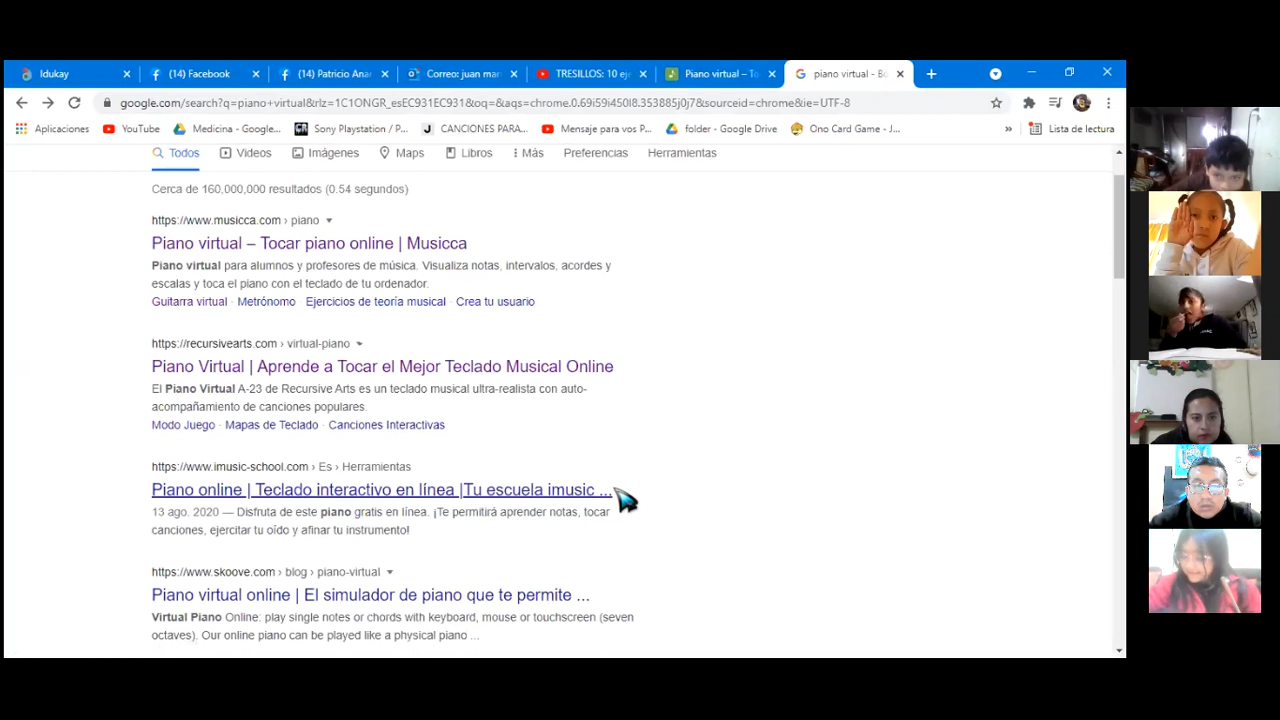 Idukay
(14) Facebook
(14) Patricio Ana
Correo: juan mar
TRESILLOS: 10 eje
Piano virtual – To
piano virtual - B
google.com/search?q=piano+virtual&rlz=1C1ONGR_esEC931EC931&oq=&aqs=chrome.0.69i59i450l8.353885j0j7&sourceid=chrome&ie=UTF-8
Aplicaciones
YouTube
Medicina - Google...
Sony Playstation / P...
CANCIONES PARA...
Mensaje para vos P...
folder - Google Drive
Ono Card Game - J...
»
Lista de lectura
Todos
Videos
Imágenes
Maps
Libros
Más
Preferencias
Herramientas
Cerca de 160,000,000 resultados (0.54 segundos)
https://www.musicca.com › piano
Piano virtual – Tocar piano online | Musicca
Piano virtual para alumnos y profesores de música. Visualiza notas, intervalos, acordes y
escalas y toca el piano con el teclado de tu ordenador.
Guitarra virtual · Metrónomo · Ejercicios de teoría musical · Crea tu usuario
https://recursivearts.com › virtual-piano
Piano Virtual | Aprende a Tocar el Mejor Teclado Musical Online
El Piano Virtual A-23 de Recursive Arts es un teclado musical ultra-realista con auto-
acompañamiento de canciones populares.
Modo Juego · Mapas de Teclado · Canciones Interactivas
https://www.imusic-school.com › Es › Herramientas
Piano online | Teclado interactivo en línea |Tu escuela imusic ...
13 ago. 2020 — Disfruta de este piano gratis en línea. ¡Te permitirá aprender notas, tocar
canciones, ejercitar tu oído y afinar tu instrumento!
https://www.skoove.com › blog › piano-virtual
Piano virtual online | El simulador de piano que te permite ...
Virtual Piano Online: play single notes or chords with keyboard, mouse or touchscreen (seven
octaves). Our online piano can be played like a physical piano ...